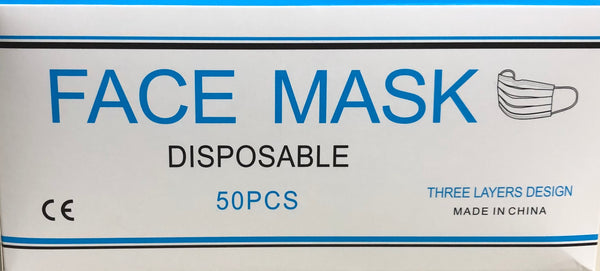 FACE MASK
DISPOSABLE
50PCS
CE
THREE LAYERS DESIGN
MADE IN CHINA